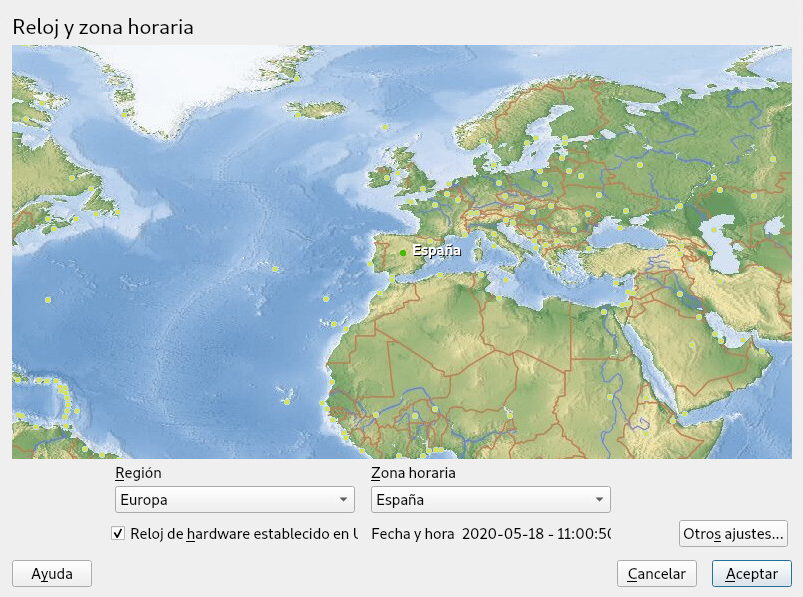 Reloj y zona horaria
España
Región
Zona horaria
Europa
España
Reloj de hardware establecido en
Fecha y hora 2020-05-18 - 11:00:50
Otros ajustes...
Ayuda
Cancelar
Aceptar